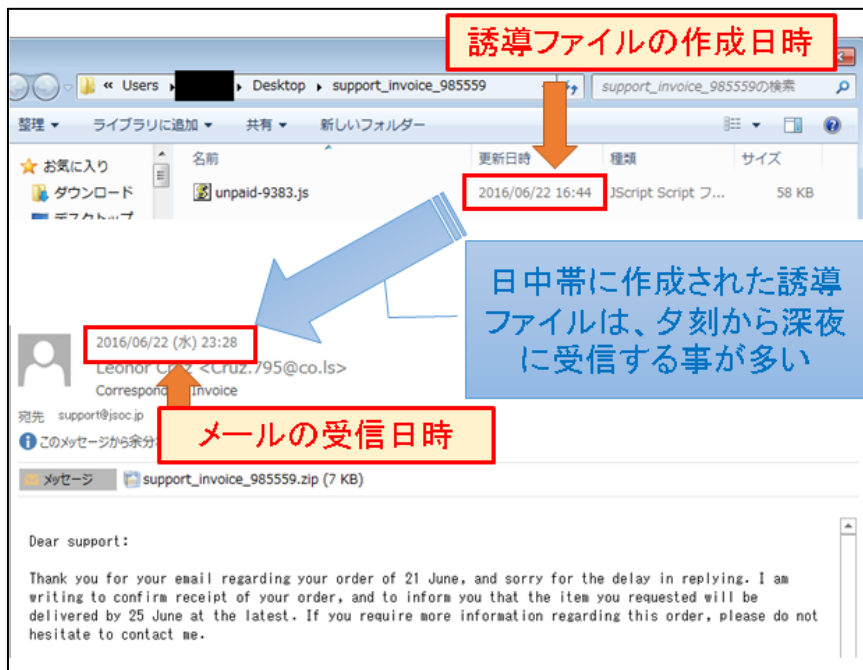 誘導ファイルの作成日時
« Users
Desktop
support_invoice_985559
support_invoice_985559の検索
整理
ライブラリに追加
共有
新しいフォルダー
お気に入り
ダウンロード
デスクトップ
名前
更新日時
種類
サイズ
unpaid-9383.js
2016/06/22 16:44
JScript Script フ...
58 KB
日中帯に作成された誘導
ファイルは、夕刻から深夜
に受信する事が多い
2016/06/22 (水) 23:28
Leonor <Cruz.795@co.ls>
Invoice
宛先 support@jsoc.jp
このメッセージから余分
メールの受信日時
メッセージ
support_invoice_985559.zip (7 KB)
Dear support:
Thank you for your email regarding your order of 21 June, and sorry for the delay in replying. I am
writing to confirm receipt of your order, and to inform you that the item you requested will be
delivered by 25 June at the latest. If you require more information regarding this order, please do not
hesitate to contact me.